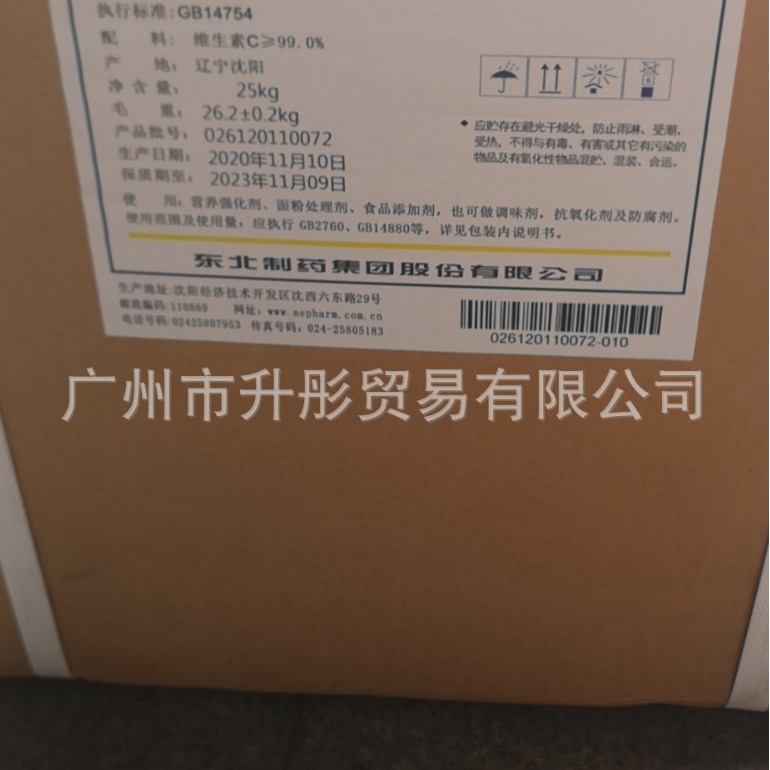 执行标准:GB14754
配 料: 维生素C≥99.0%
产 地: 辽宁沈阳
净 含 量: 25kg
毛 重: 26.2±0.2kg
产品批号: 026120110072
生产日期: 2020年11月10日
保质期至: 2023年11月09日
◆ 应贮存在避光干燥处,防止雨淋、受潮、
受热,不得与有毒、有害或其它有污染的
物品及有氧化性物品混贮、混装、合运。
使 用: 营养强化剂、面粉处理剂、食品添加剂,也可做调味剂,抗氧化剂及防腐剂。
使用范围及使用量: 应执行 GB2760、GB14880等,详见包装内说明书。
东北制药集团股份有限公司
生产地址:沈阳经济技术开发区沈西六东路29号
邮政编码:110869 网址: www.nepharm.com.cn
电话号码:02425807953 传真号码:024-25805183
026120110072-010
广州市升彤贸易有限公司